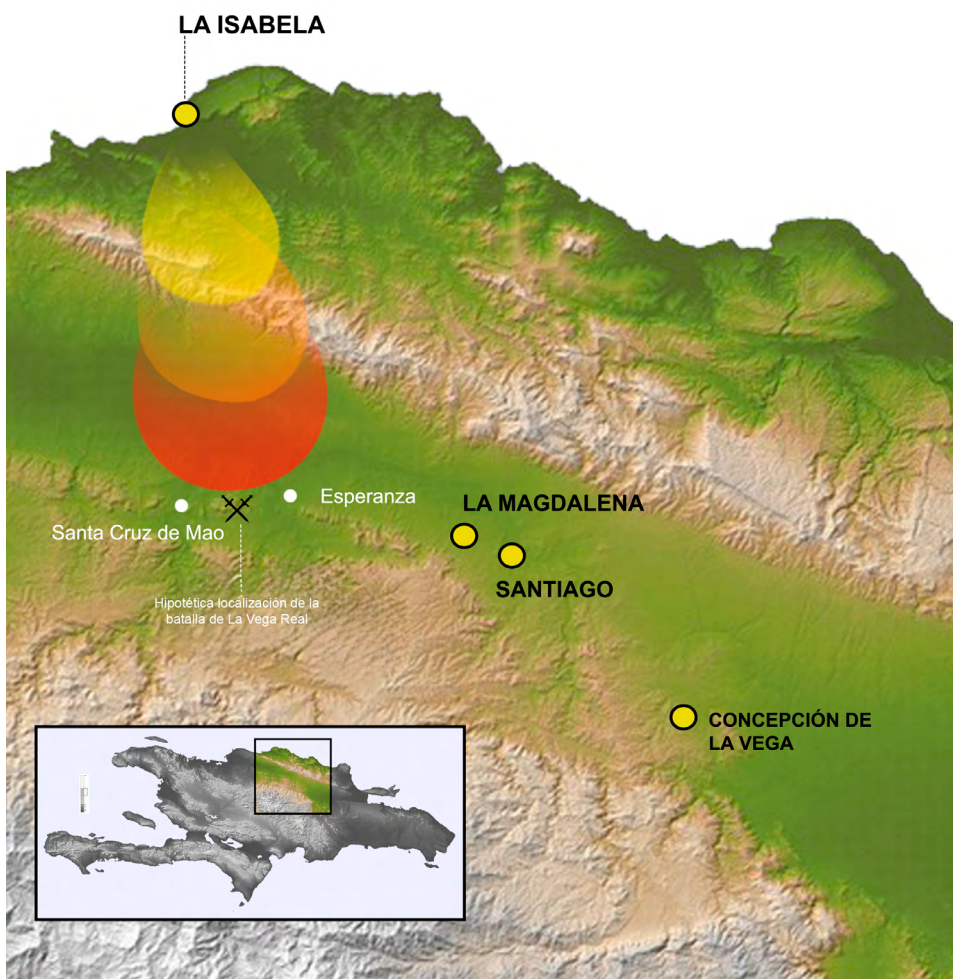 LA ISABELA
Esperanza
LA MAGDALENA
Santa Cruz de Mao
SANTIAGO
Hipotética localización de la
batalla de La Vega Real
CONCEPCIÓN DE
LA VEGA